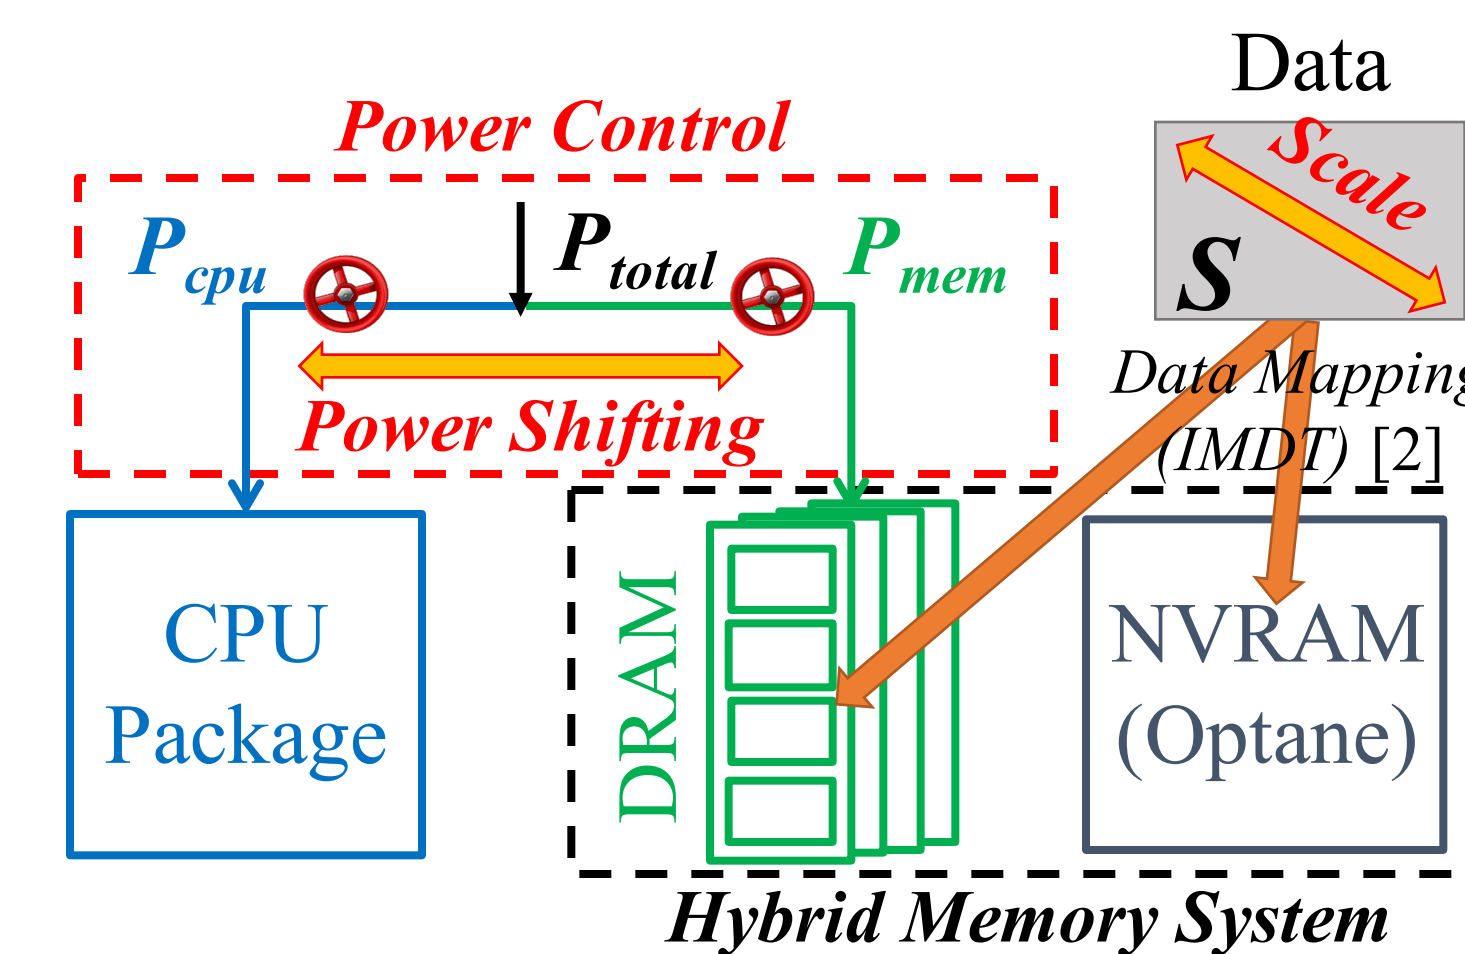 Data
Power Control
Scale
P cpu
P total
P mem
S
Power Shifting
Data Mapping
(IMDT) [2]
CPU
Package
DRAM
NVRAM
(Optane)
Hybrid Memory System